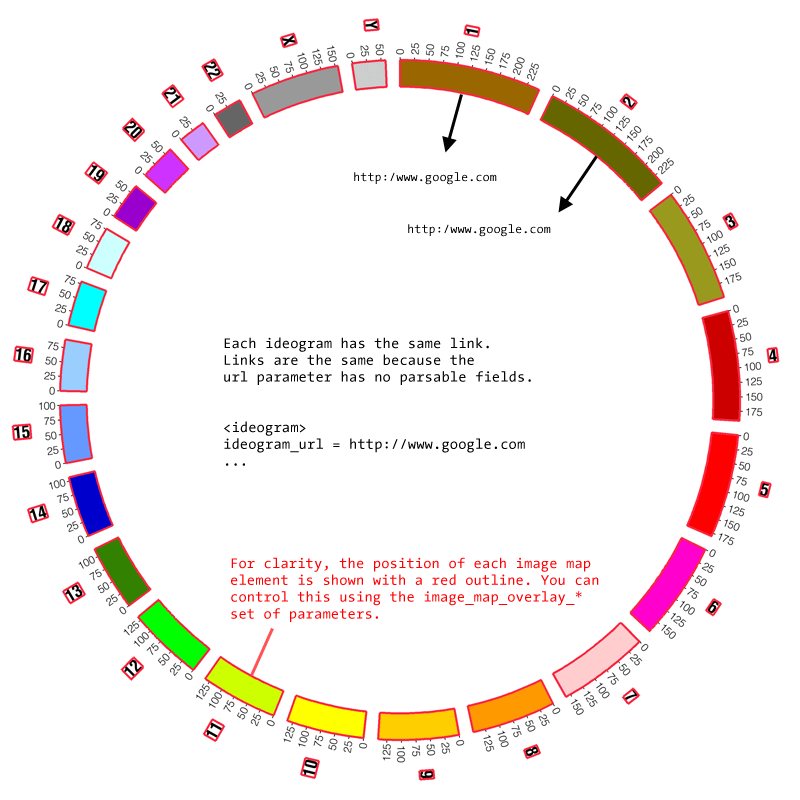 1
0 25 50 75 100 125 150 175 200 225
2
0 25 50 75 100 125 150 175 200 225
3
0 25 50 75 100 125 150 175
4
0 25 50 75 100 125 150 175
5
0 25 50 75 100 125 150 175
6
0 25 50 75 100 125 150
7
0 25 50 75 100 125 150
8
0 25 50 75 100 125
9
0 25 50 75 100 125
10
0 25 50 75 100 125
11
0 25 50 75 100 125
12
0 25 50 75 100 125
13
0 25 50 75 100
14
0 25 50 75 100
15
0 25 50 75 100
16
0 25 50 75
17
0 25 50 75
18
0 25 50 75
19
0 25 50
20
0 25 50
21
0 25
22
0 25
X
0 25 50 75 100 125 150
Y
0 25 50
http:/www.google.com
http:/www.google.com
Each ideogram has the same link.
Links are the same because the
url parameter has no parsable fields.
<ideogram>
ideogram_url = http://www.google.com
...
For clarity, the position of each image map
element is shown with a red outline. You can
control this using the image_map_overlay_*
set of parameters.